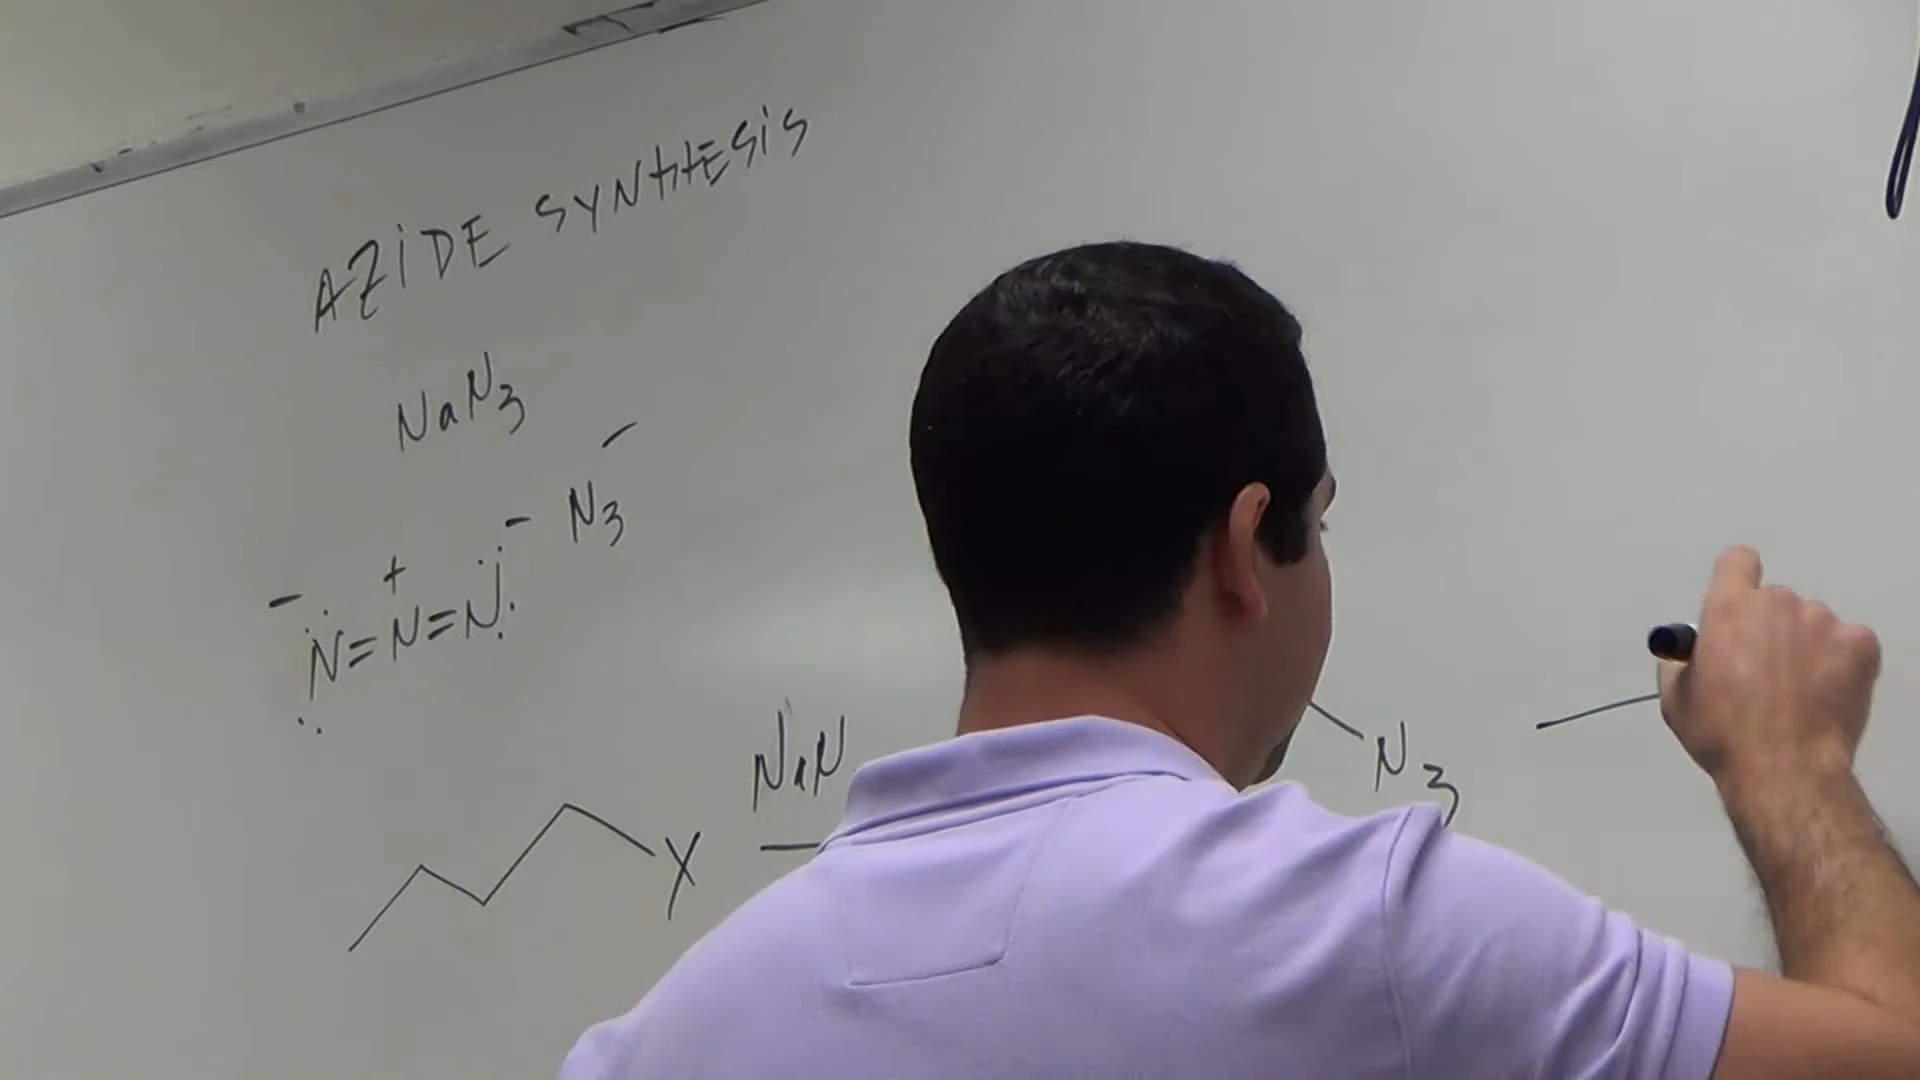 AZIDE SYNTHESIS
NaN3
N3 −
− N=N=N −
+
NaN
X
N3